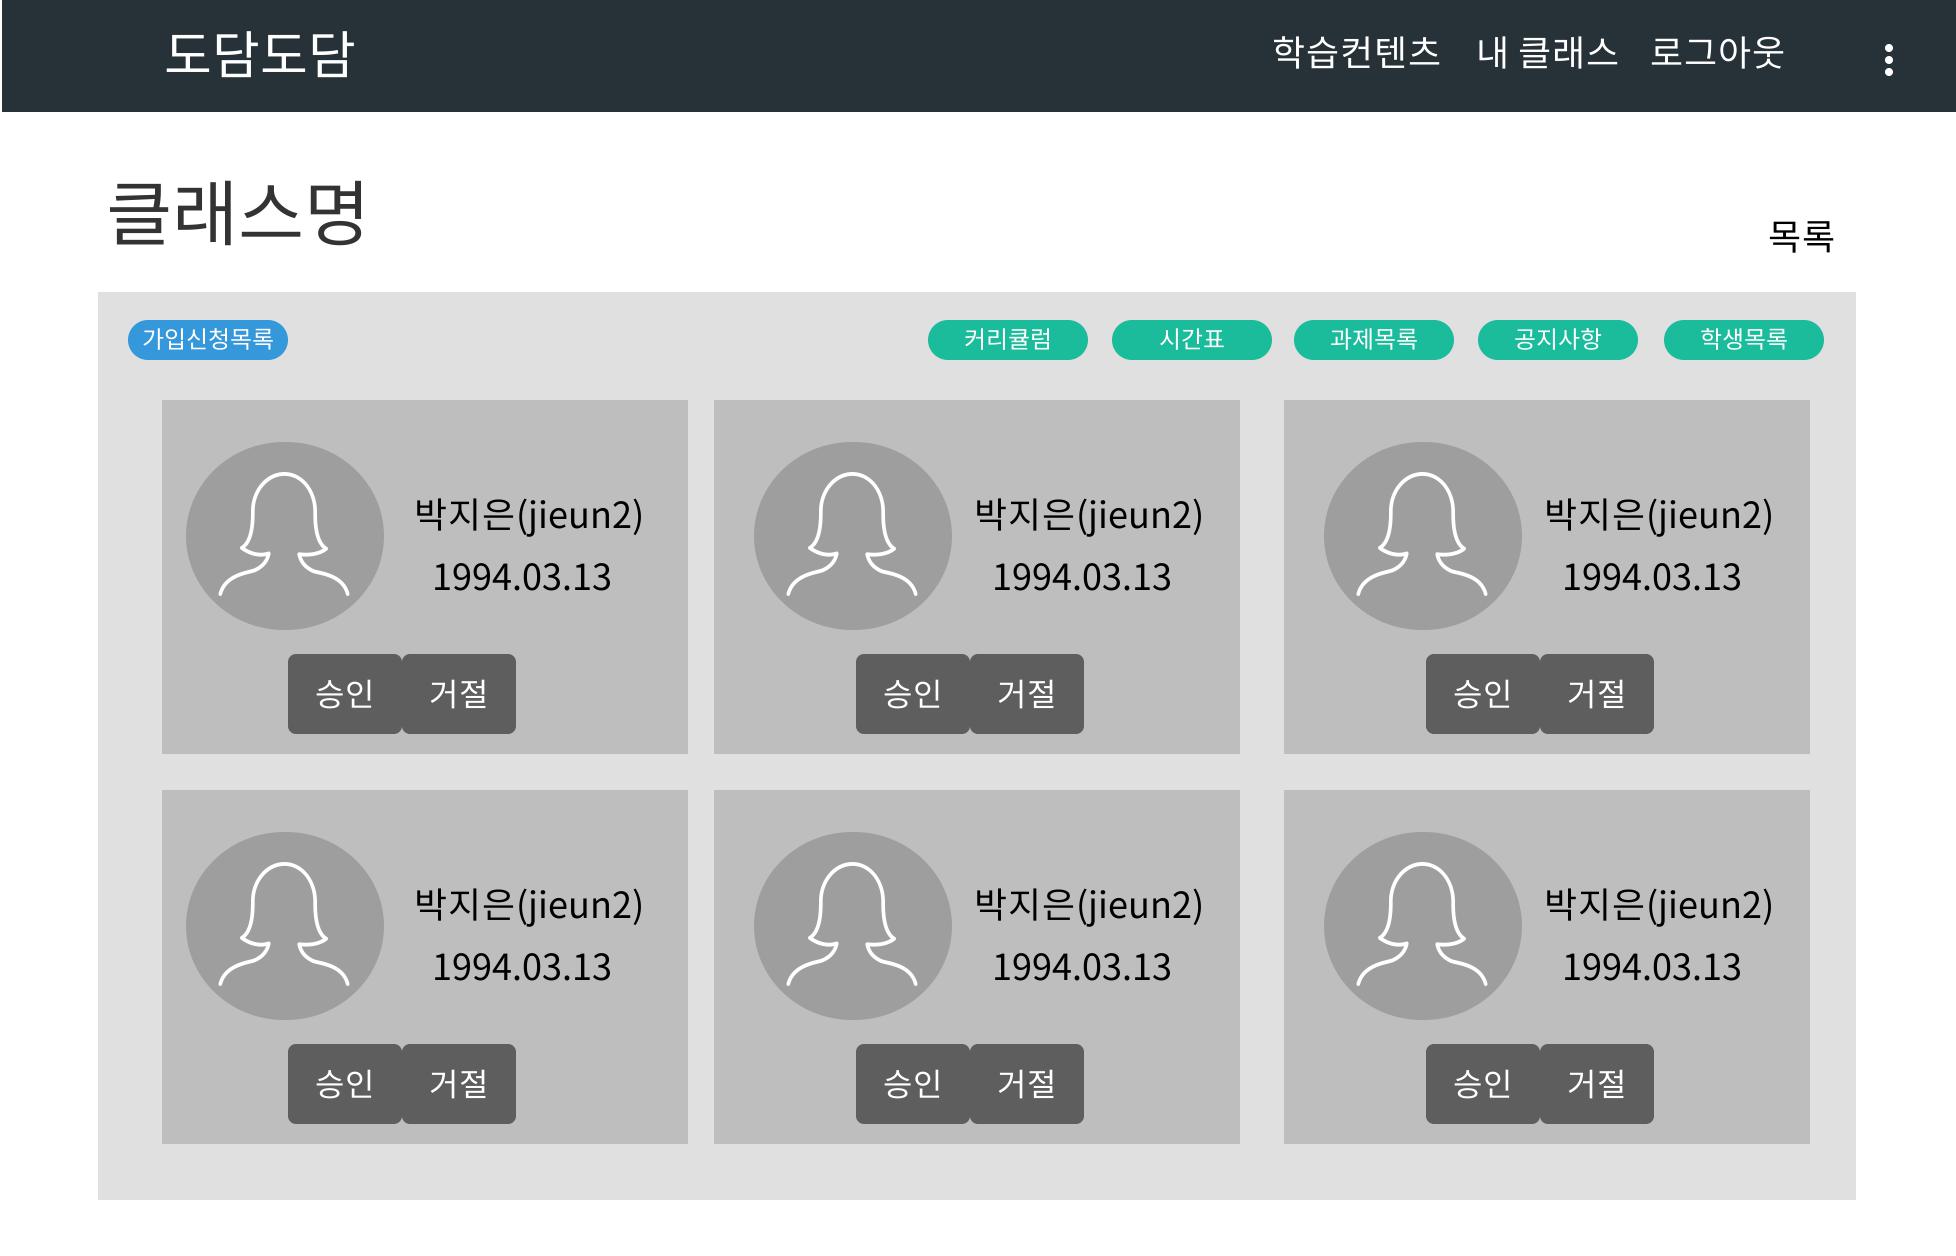 도담도담
학습컨텐츠 내 클래스 로그아웃
클래스명
목록
가입신청목록 커리큘럼 시간표 과제목록 공지사항 학생목록
박지은(jieun2)
1994.03.13
승인 거절
박지은(jieun2)
1994.03.13
승인 거절
박지은(jieun2)
1994.03.13
승인 거절
박지은(jieun2)
1994.03.13
승인 거절
박지은(jieun2)
1994.03.13
승인 거절
박지은(jieun2)
1994.03.13
승인 거절